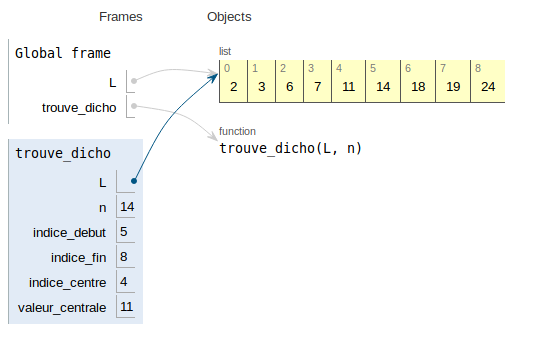 Frames Objects
Global frame
L
trouve_dicho
list
0 1 2 3 4 5 6 7 8
2 3 6 7 11 14 18 19 24
function
trouve_dicho(L, n)
trouve_dicho
L
n 14
indice_debut 5
indice_fin 8
indice_centre 4
valeur_centrale 11